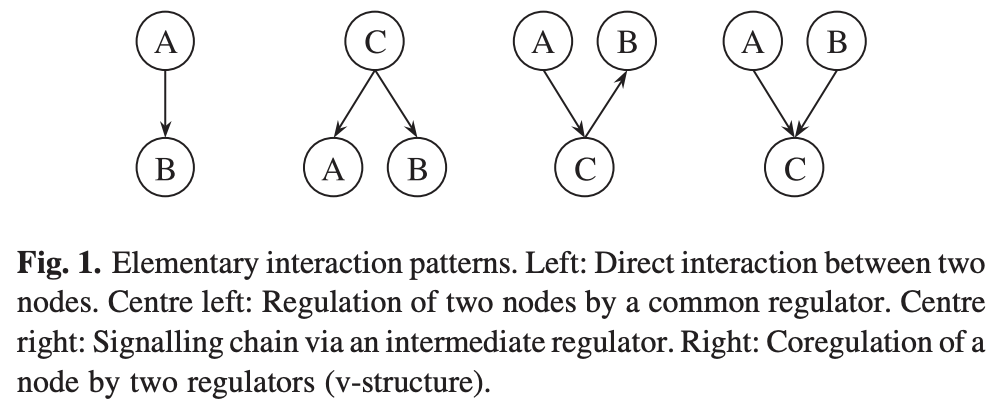 A C A B A B
B A B C C
Fig. 1. Elementary interaction patterns. Left: Direct interaction between two
nodes. Centre left: Regulation of two nodes by a common regulator. Centre
right: Signalling chain via an intermediate regulator. Right: Coregulation of a
node by two regulators (v-structure).